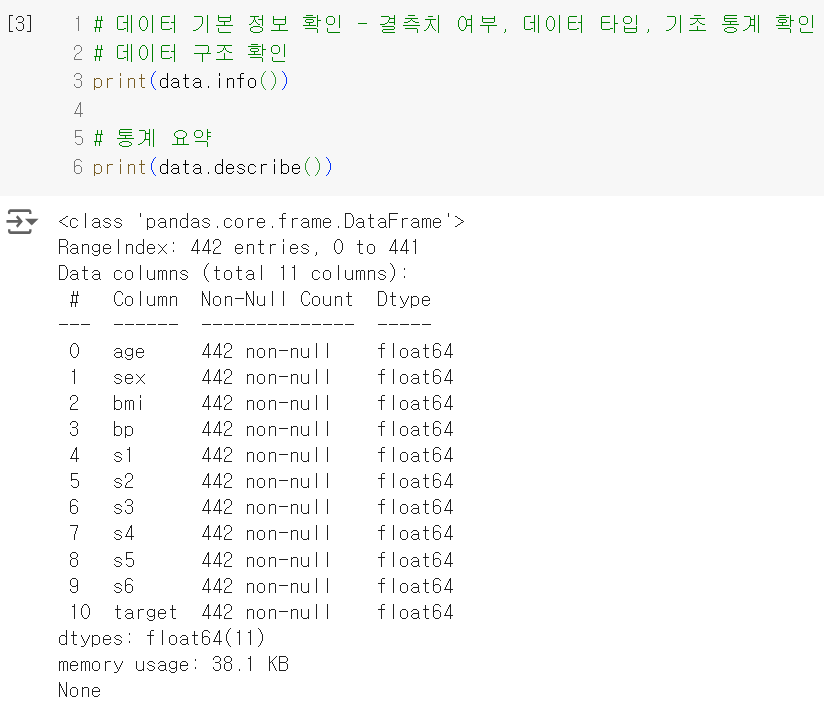 [3] 1 # 데이터 기본 정보 확인 - 결측치 여부, 데이터 타입, 기초 통계 확인
2 # 데이터 구조 확인
3 print(data.info())
4
5 # 통계 요약
6 print(data.describe())
<class 'pandas.core.frame.DataFrame'>
RangeIndex: 442 entries, 0 to 441
Data columns (total 11 columns):
#   Column  Non-Null Count  Dtype
---  ------  --------------  -----
0   age     442 non-null    float64
1   sex     442 non-null    float64
2   bmi     442 non-null    float64
3   bp      442 non-null    float64
4   s1      442 non-null    float64
5   s2      442 non-null    float64
6   s3      442 non-null    float64
7   s4      442 non-null    float64
8   s5      442 non-null    float64
9   s6      442 non-null    float64
10  target  442 non-null    float64
dtypes: float64(11)
memory usage: 38.1 KB
None